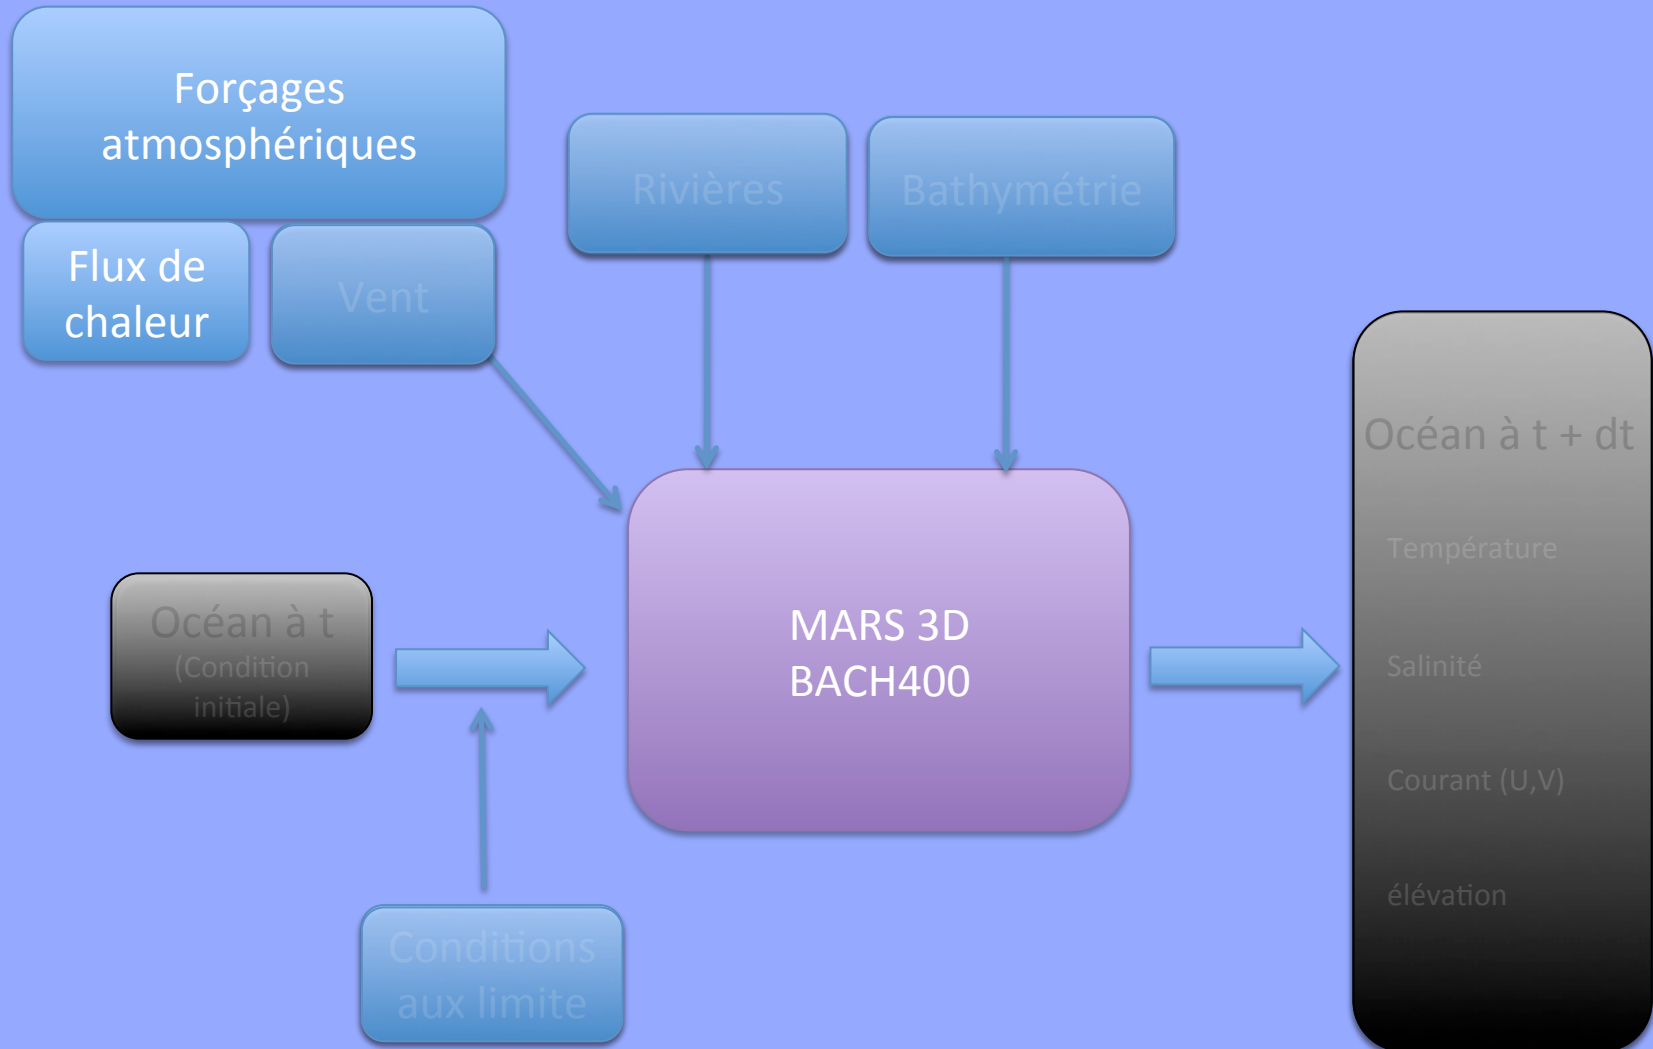 Forçages
atmosphériques
Flux de
chaleur
Vent
Rivières
Bathymétrie
Océan à t
(Condition
initiale)
MARS 3D
BACH400
Conditions
aux limite
Océan à t + dt
Température
Salinité
Courant (U,V)
élévation